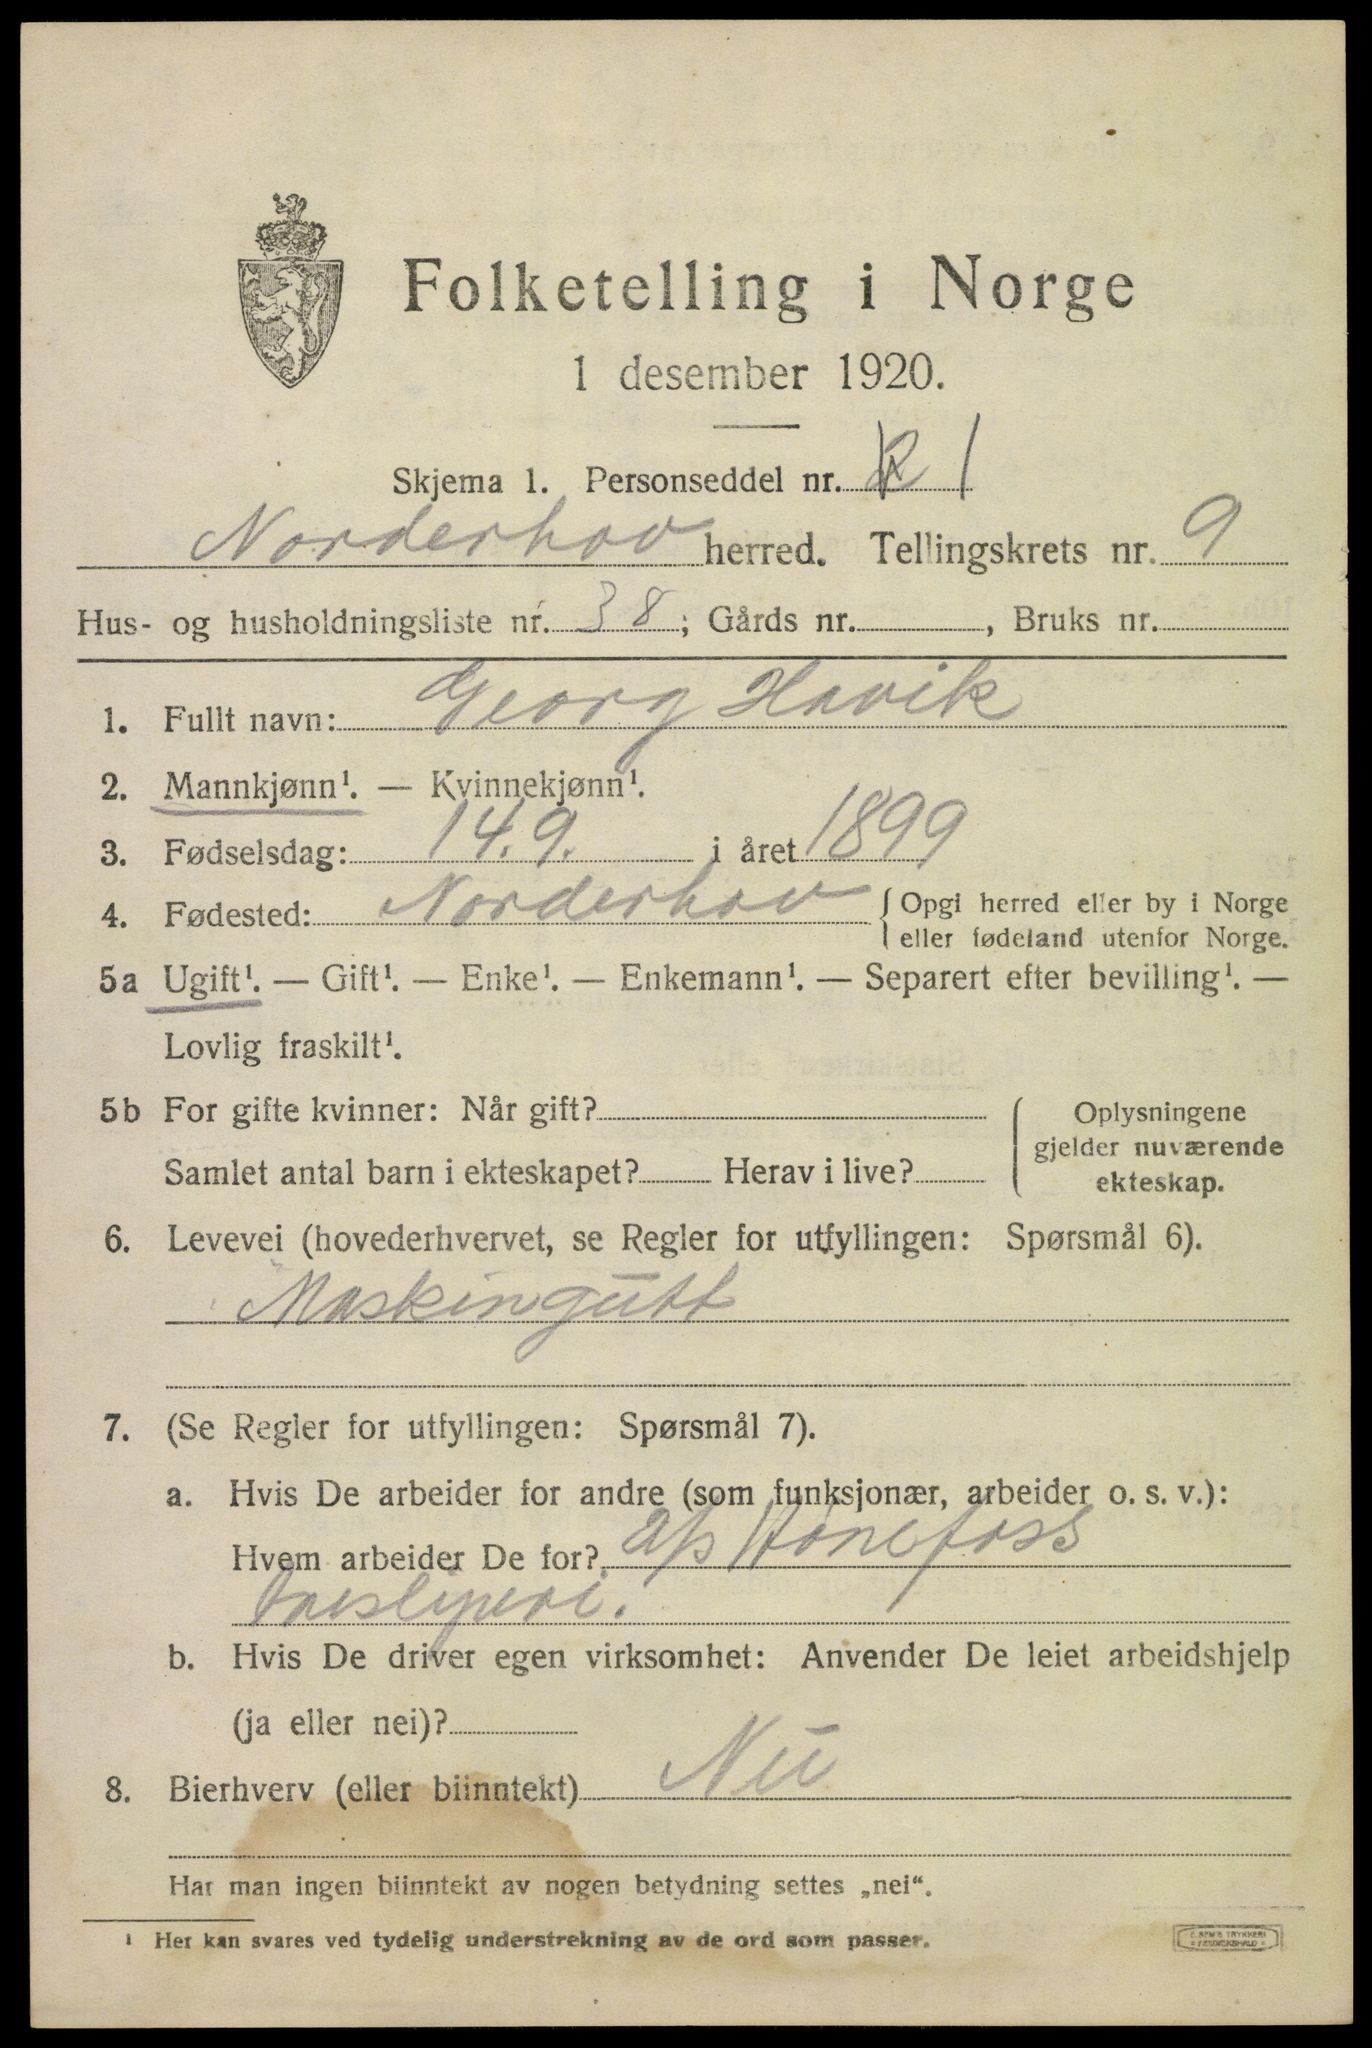 Folketelling i Norge
1 desember 1920.
Skjema 1. Personseddel nr. 1
Norderhov herred. Tellingskrets nr. 9
Hus- og husholdningsliste nr. 38; Gårds nr. , Bruks nr.
1. Fullt navn: Georg Havik
2. Mannkjønn¹. — Kvinnekjønn¹.
3. Fødselsdag: 14.9. i året 1899
4. Fødested: Norderhov { Opgi herred eller by i Norge
eller fødeland utenfor Norge.
5a Ugift¹. — Gift¹. — Enke¹. — Enkemann¹. — Separert efter bevilling¹. —
Lovlig fraskilt¹.
5b For gifte kvinner: Når gift? { Oplysningene
gjelder nuværende
Samlet antal barn i ekteskapet? Herav i live? ekteskap.
6. Levevei (hovederhvervet, se Regler for utfyllingen: Spørsmål 6).
Maskingutt
7. (Se Regler for utfyllingen: Spørsmål 7).
a. Hvis De arbeider for andre (som funksjonær, arbeider o. s. v.):
Hvem arbeider De for? A/s Hönefoss
træsliperi.
b. Hvis De driver egen virksomhet: Anvender De leiet arbeidshjelp
(ja eller nei)?
8. Bierhverv (eller biinntekt) Nei
Har man ingen biinntekt av nogen betydning settes „nei".
¹ Her kan svares ved tydelig understrekning av de ord som passer.
E. SEM'S TRYKKERI
FREDRIKSHALD